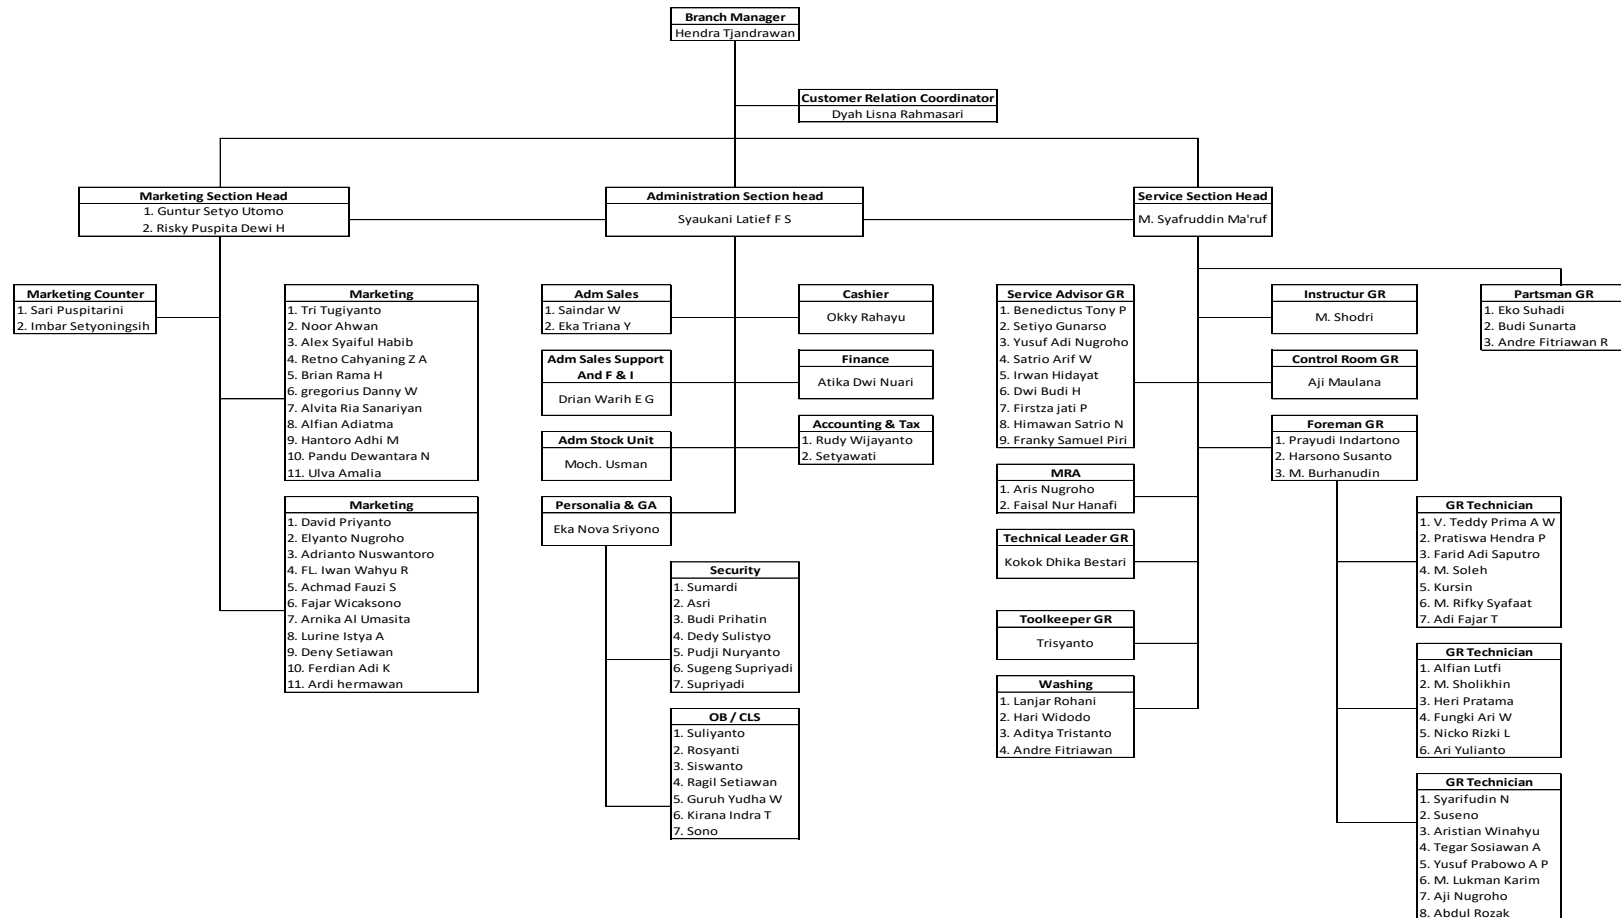 Branch Manager
Hendra Tjandrawan
Customer Relation Coordinator
Dyah Lisna Rahmasari
Marketing Section Head
1. Guntur Setyo Utomo
2. Risky Puspita Dewi H
Administration Section head
Syaukani Latief F S
Service Section Head
M. Syafruddin Ma'ruf
Marketing Counter
1. Sari Puspitarini
2. Imbar Setyoningsih
Marketing
1. Tri Tugiyanto
2. Noor Ahwan
3. Alex Syaiful Habib
4. Retno Cahyaning Z A
5. Brian Rama H
6. gregorius Danny W
7. Alvita Ria Sanariyan
8. Alfian Adiatma
9. Hantoro Adhi M
10. Pandu Dewantara N
11. Ulva Amalia
Marketing
1. David Priyanto
2. Elyanto Nugroho
3. Adrianto Nuswantoro
4. FL. Iwan Wahyu R
5. Achmad Fauzi S
6. Fajar Wicaksono
7. Arnika Al Umasita
8. Lurine Istya A
9. Deny Setiawan
10. Ferdian Adi K
11. Ardi hermawan
Adm Sales
1. Saindar W
2. Eka Triana Y
Adm Sales Support
And F & I
Drian Warih E G
Adm Stock Unit
Moch. Usman
Personalia & GA
Eka Nova Sriyono
Cashier
Okky Rahayu
Finance
Atika Dwi Nuari
Accounting & Tax
1. Rudy Wijayanto
2. Setyawati
Security
1. Sumardi
2. Asri
3. Budi Prihatin
4. Dedy Sulistyo
5. Pudji Nuryanto
6. Sugeng Supriyadi
7. Supriyadi
OB / CLS
1. Suliyanto
2. Rosyanti
3. Siswanto
4. Ragil Setiawan
5. Guruh Yudha W
6. Kirana Indra T
7. Sono
Service Advisor GR
1. Benedictus Tony P
2. Setiyo Gunarso
3. Yusuf Adi Nugroho
4. Satrio Arif W
5. Irwan Hidayat
6. Dwi Budi H
7. Firstza jati P
8. Himawan Satrio N
9. Franky Samuel Piri
MRA
1. Aris Nugroho
2. Faisal Nur Hanafi
Technical Leader GR
Kokok Dhika Bestari
Toolkeeper GR
Trisyanto
Washing
1. Lanjar Rohani
2. Hari Widodo
3. Aditya Tristanto
4. Andre Fitriawan
Instructur GR
M. Shodri
Control Room GR
Aji Maulana
Foreman GR
1. Prayudi Indartono
2. Harsono Susanto
3. M. Burhanudin
Partsman GR
1. Eko Suhadi
2. Budi Sunarta
3. Andre Fitriawan R
GR Technician
1. V. Teddy Prima A W
2. Pratiswa Hendra P
3. Farid Adi Saputro
4. M. Soleh
5. Kursin
6. M. Rifky Syafaat
7. Adi Fajar T
GR Technician
1. Alfian Lutfi
2. M. Sholikhin
3. Heri Pratama
4. Fungki Ari W
5. Nicko Rizki L
6. Ari Yulianto
GR Technician
1. Syarifudin N
2. Suseno
3. Aristian Winahyu
4. Tegar Sosiawan A
5. Yusuf Prabowo A P
6. M. Lukman Karim
7. Aji Nugroho
8. Abdul Rozak